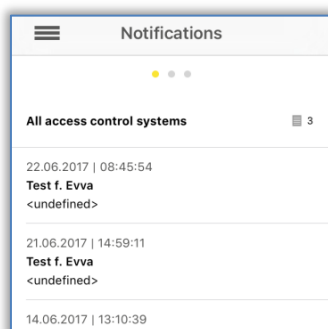 Notifications
All access control systems 3
22.06.2017 | 08:45:54
Test f. Evva
<undefined>
21.06.2017 | 14:59:11
Test f. Evva
<undefined>
14.06.2017 | 13:10:39